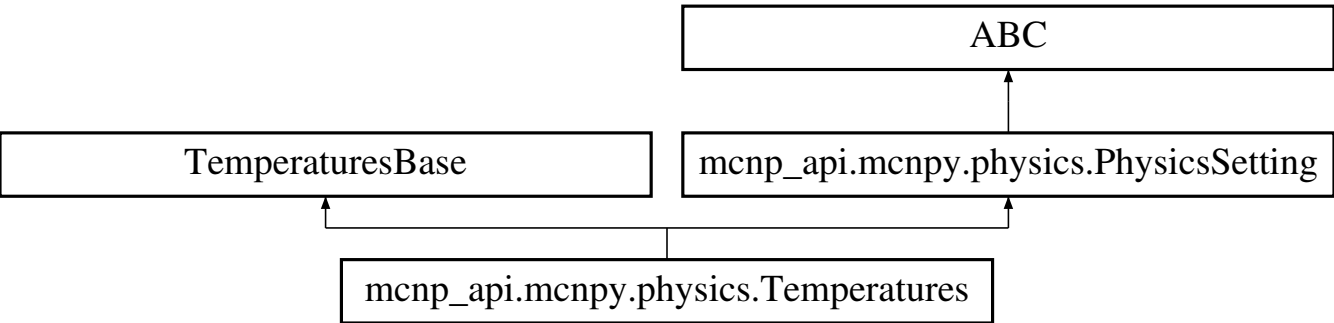 ABC
TemperaturesBase
mcnp_api.mcnpy.physics.PhysicsSetting
mcnp_api.mcnpy.physics.Temperatures